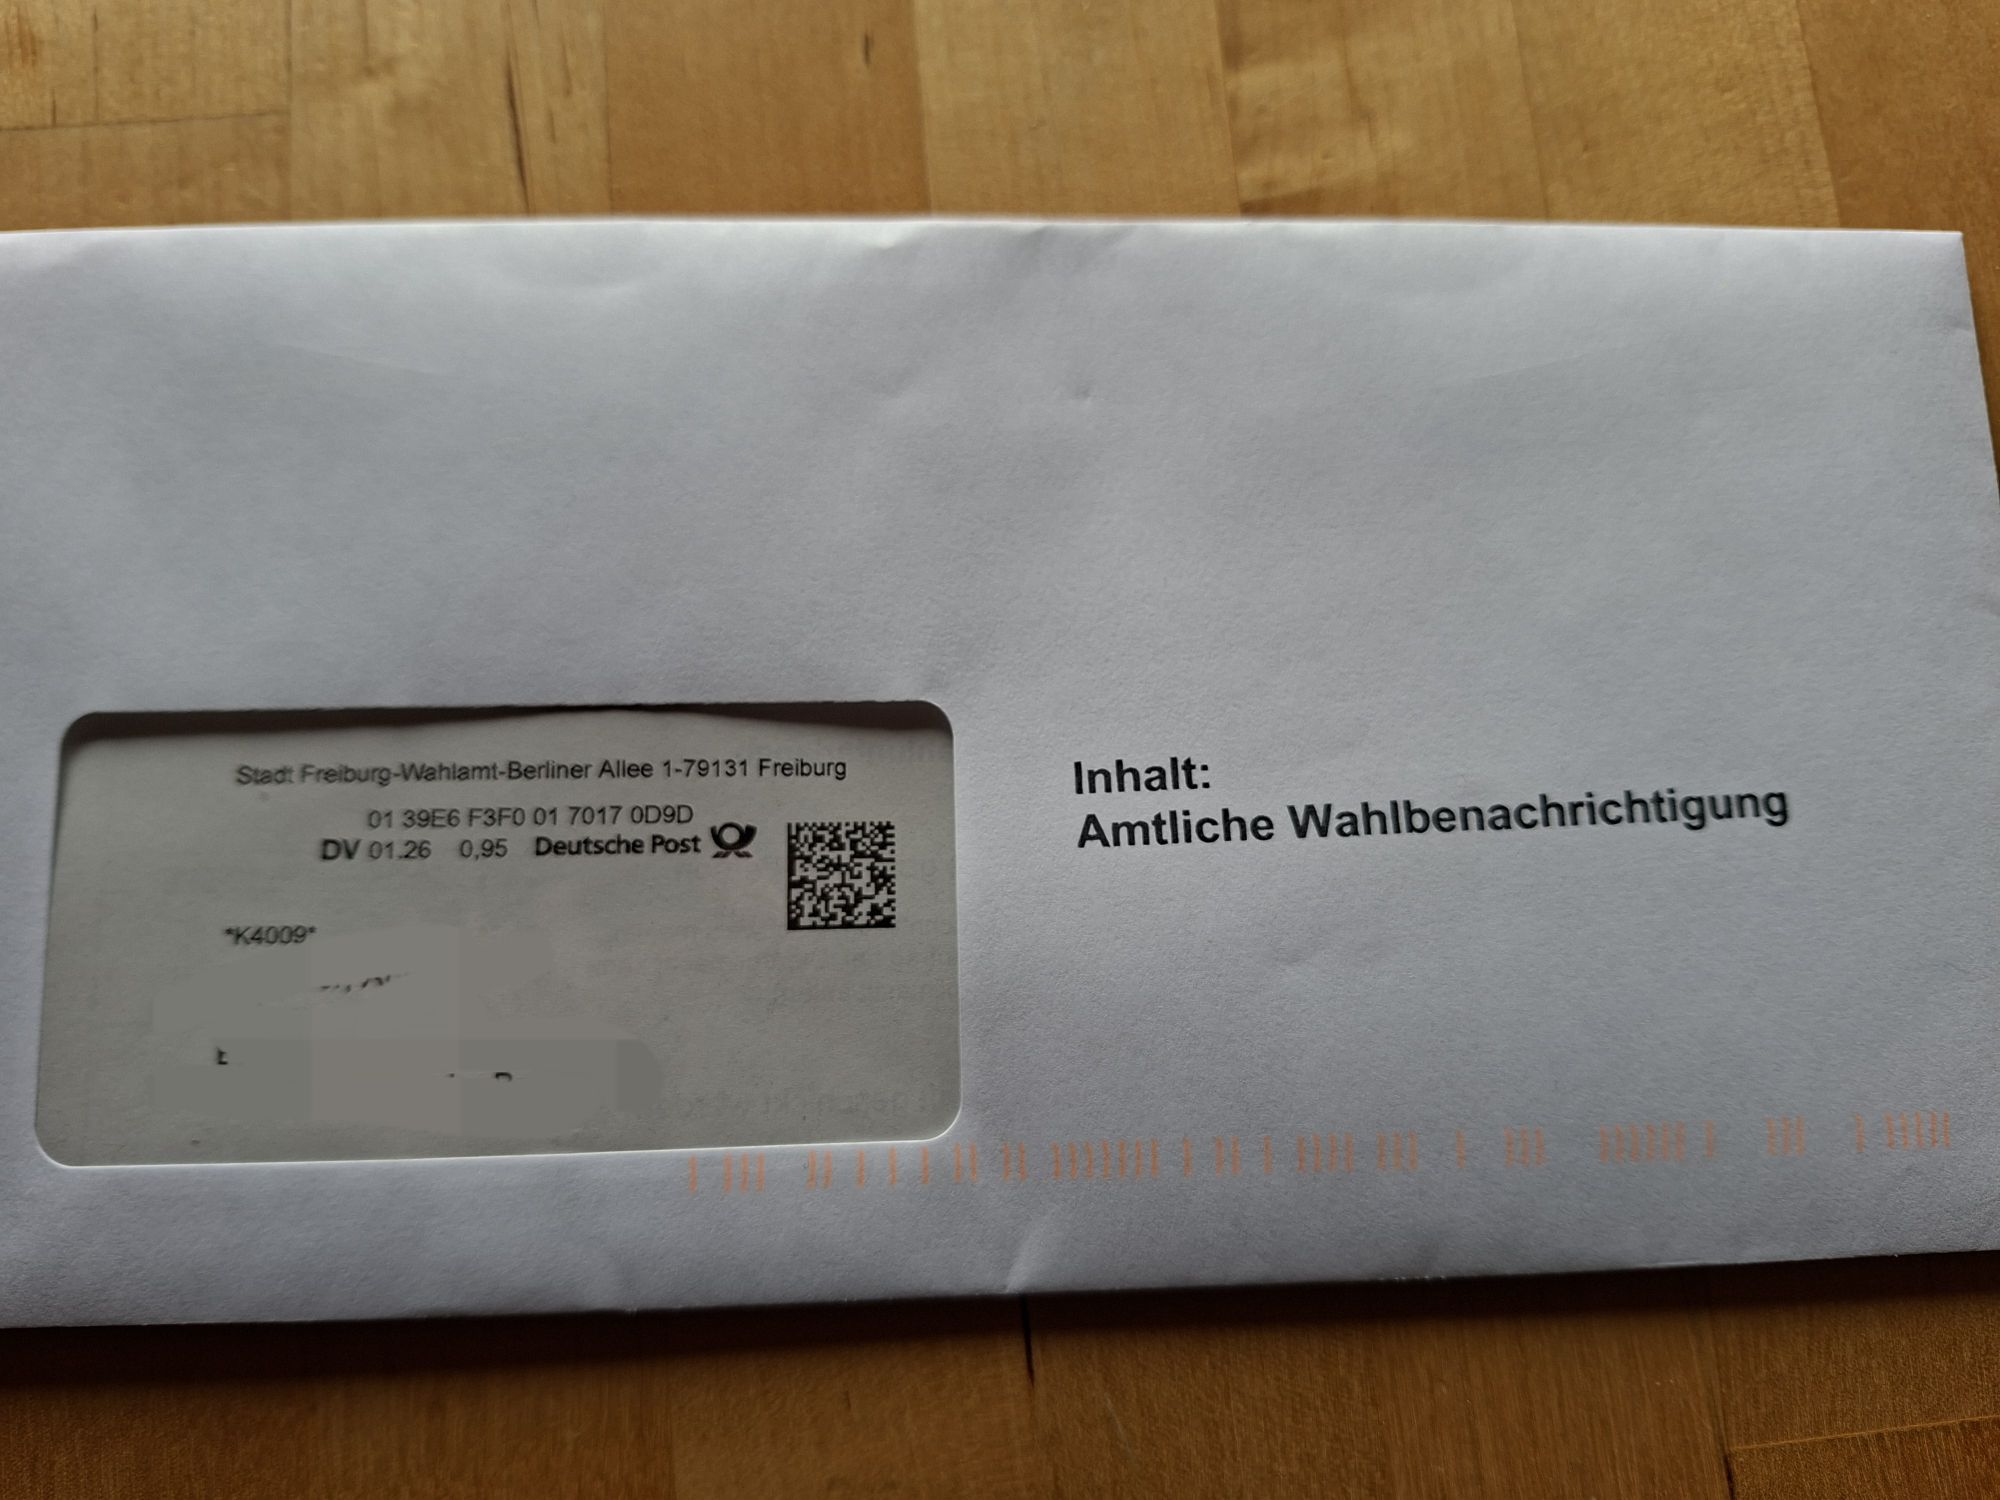 Stadt Freiburg-Wahlamt-Berliner Allee 1-79131 Freiburg
01 39E6 F3F0 01 7017 0D9D
DV 01.26 0,95 Deutsche Post
*K4009*
Inhalt:
Amtliche Wahlbenachrichtigung